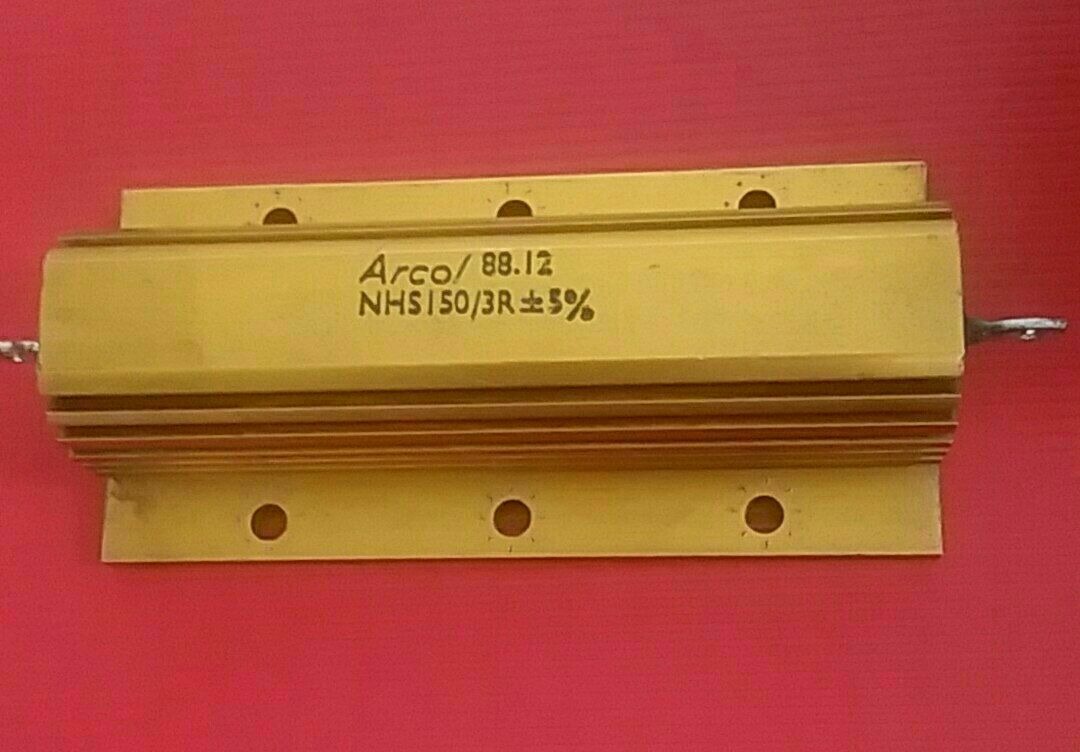 Arcol 88.12
NHS150/3R ±5%